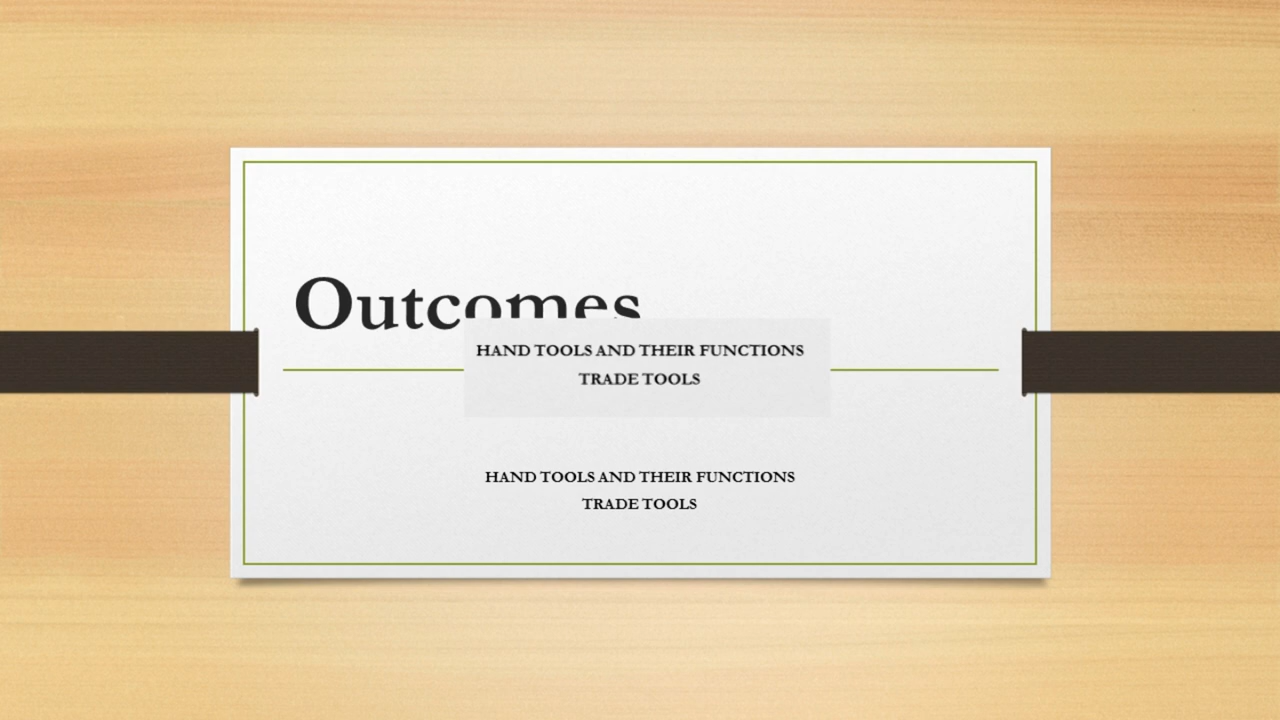 Outcomes
HAND TOOLS AND THEIR FUNCTIONS
TRADE TOOLS
HAND TOOLS AND THEIR FUNCTIONS
TRADE TOOLS